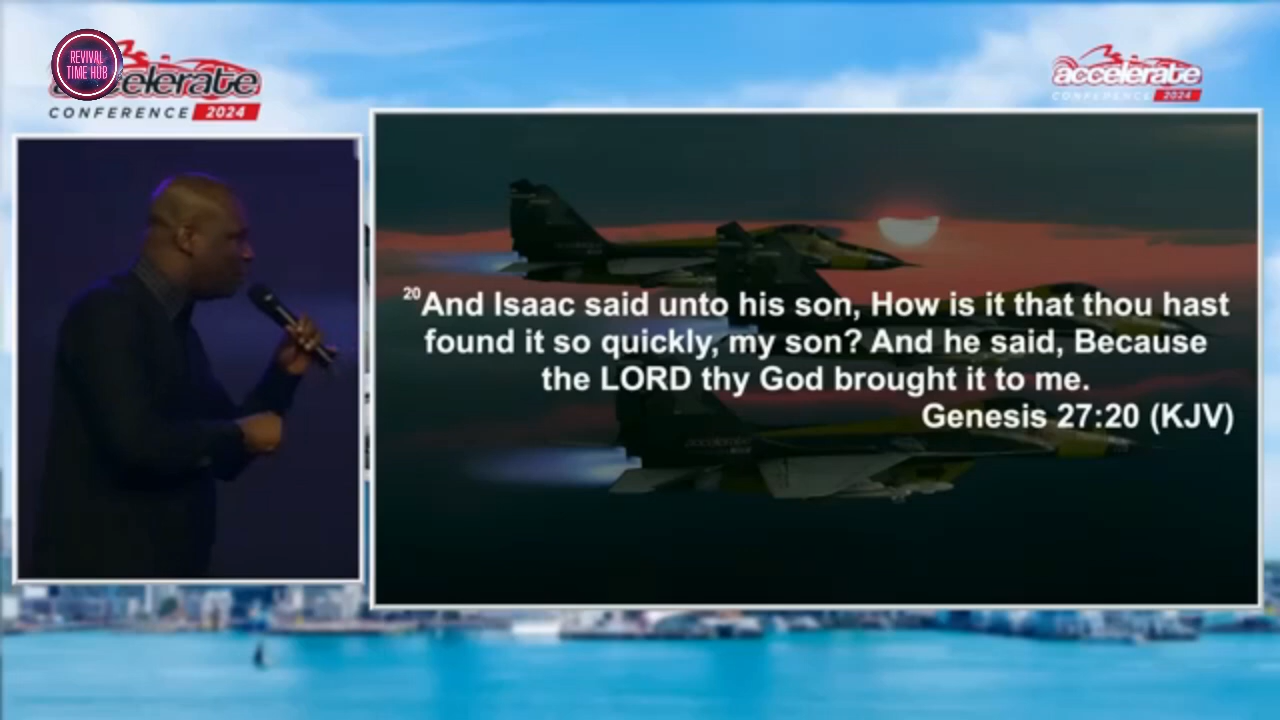 REVIVAL
TIME HUB
accelerate
CONFERENCE 2024
accelerate
CONFERENCE 2024
20And Isaac said unto his son, How is it that thou hast
found it so quickly, my son? And he said, Because
the LORD thy God brought it to me.
Genesis 27:20 (KJV)
accelerate